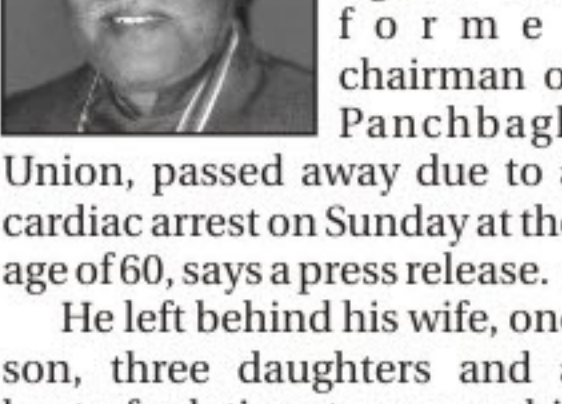 forme
chairman o
Panchbagh
Union, passed away due to a
cardiac arrest on Sunday at the
age of 60, says a press release.
He left behind his wife, one
son, three daughters and a